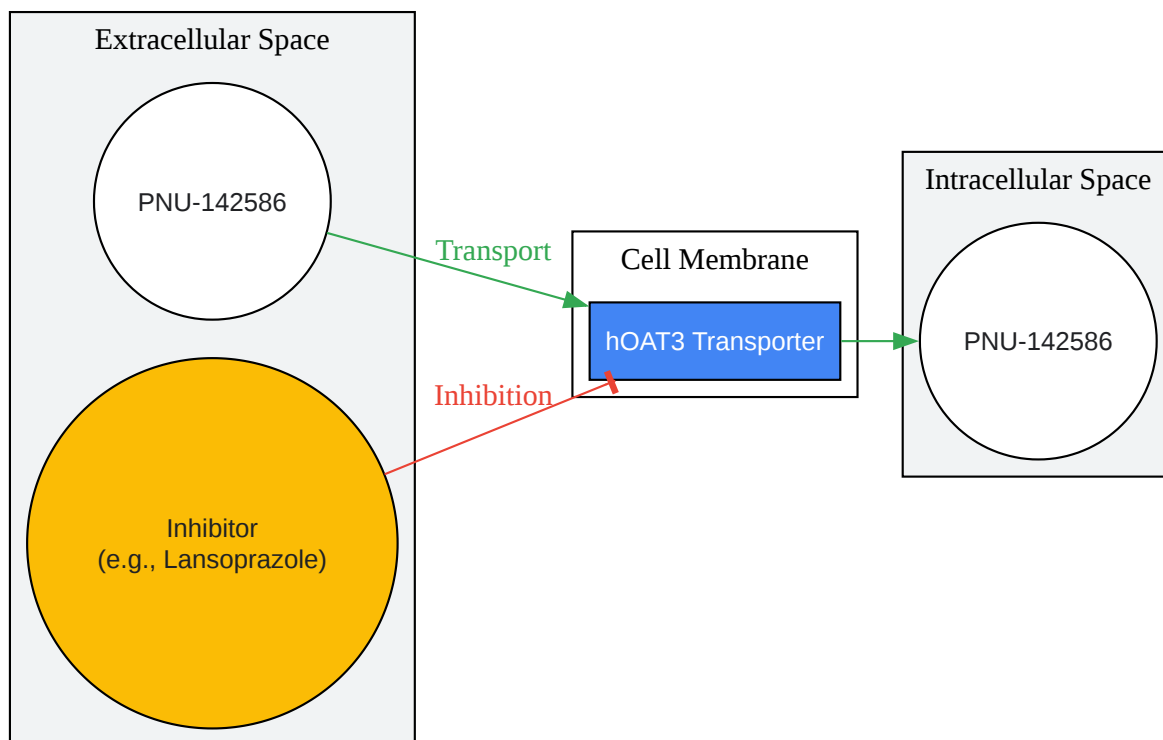 Extracellular Space
PNU-142586
Transport
Inhibition
Inhibitor
(e.g., Lansoprazole)
Cell Membrane
hOAT3 Transporter
Intracellular Space
PNU-142586